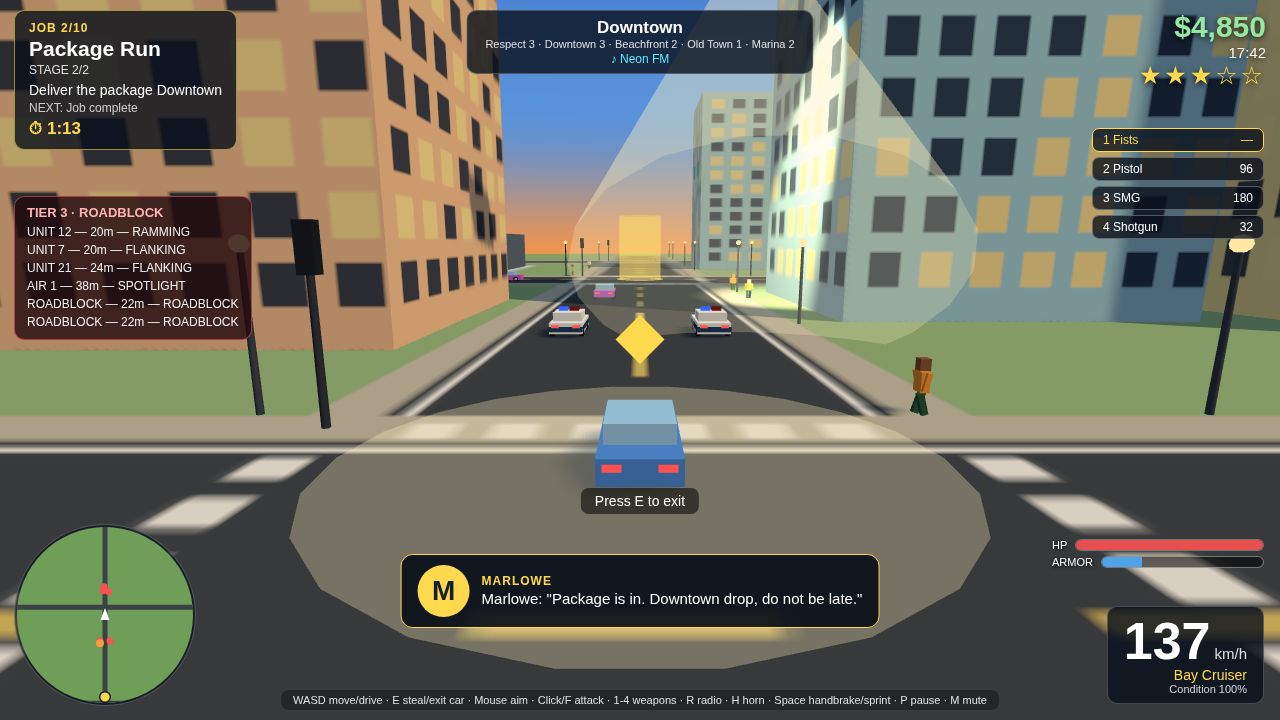 JOB 2/10
Package Run
STAGE 2/2
Deliver the package Downtown
NEXT: Job complete
⏱ 1:13
TIER 3 · ROADBLOCK
UNIT 12 — 20m — RAMMING
UNIT 7 — 20m — FLANKING
UNIT 21 — 24m — FLANKING
AIR 1 — 38m — SPOTLIGHT
ROADBLOCK — 22m — ROADBLOCK
ROADBLOCK — 22m — ROADBLOCK
Downtown
Respect 3 · Downtown 3 · Beachfront 2 · Old Town 1 · Marina 2
♪ Neon FM
$4,850
17:42
★★★☆☆
1 Fists —
2 Pistol 96
3 SMG 180
4 Shotgun 32
Press E to exit
M
MARLOWE
Marlowe: "Package is in. Downtown drop, do not be late."
HP
ARMOR
137 km/h
Bay Cruiser
Condition 100%
WASD move/drive · E steal/exit car · Mouse aim · Click/F attack · 1-4 weapons · R radio · H horn · Space handbrake/sprint · P pause · M mute